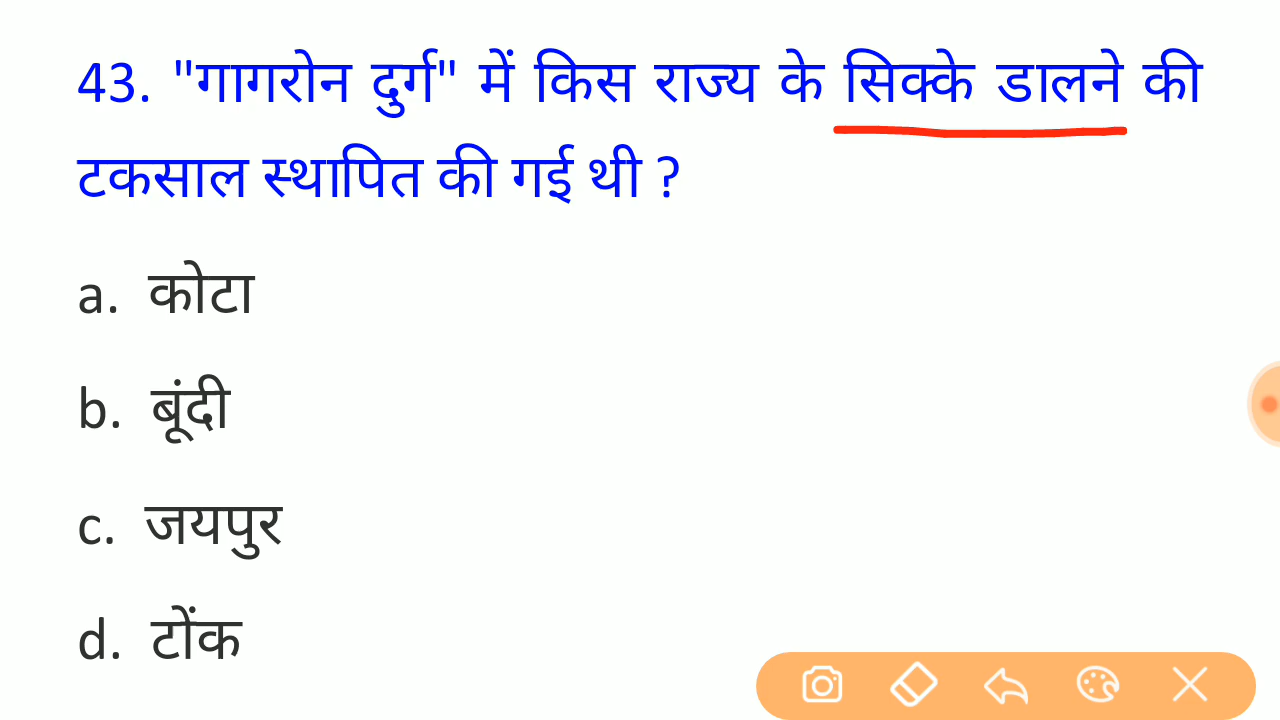 43. "गागरोन दुर्ग" में किस राज्य के सिक्के डालने की
टकसाल स्थापित की गई थी ?
a. कोटा
b. बूंदी
c. जयपुर
d. टोंक